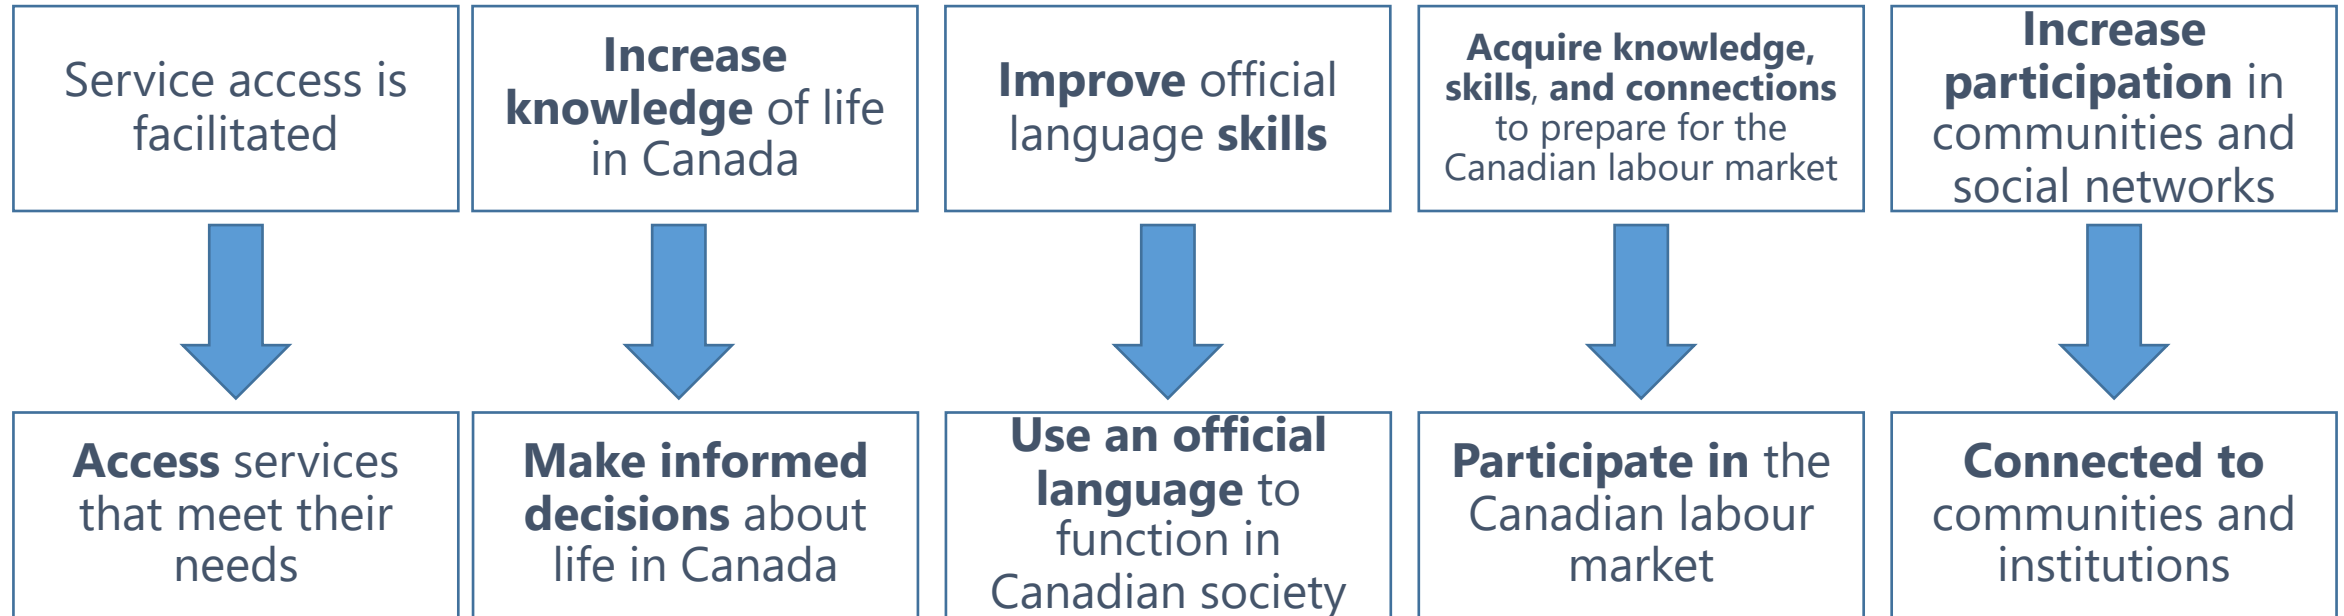 Service access is
facilitated
Increase
knowledge of life
in Canada
Improve official
language skills
Acquire knowledge,
skills, and connections
to prepare for the
Canadian labour market
Increase
participation in
communities and
social networks
Access services
that meet their
needs
Make informed
decisions about
life in Canada
Use an official
language to
function in
Canadian society
Participate in the
Canadian labour
market
Connected to
communities and
institutions